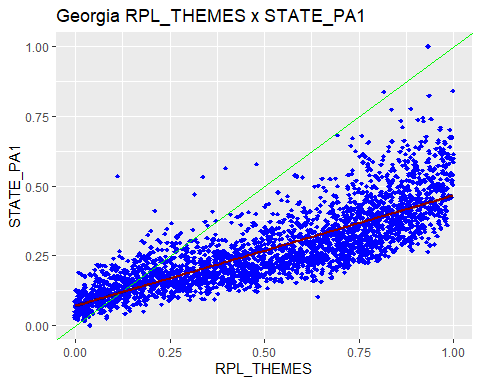 Georgia RPL_THEMES x STATE_PA1
1.00
0.75
0.50
0.25
0.00
STATE_PA1
0.00 0.25 0.50 0.75 1.00
RPL_THEMES